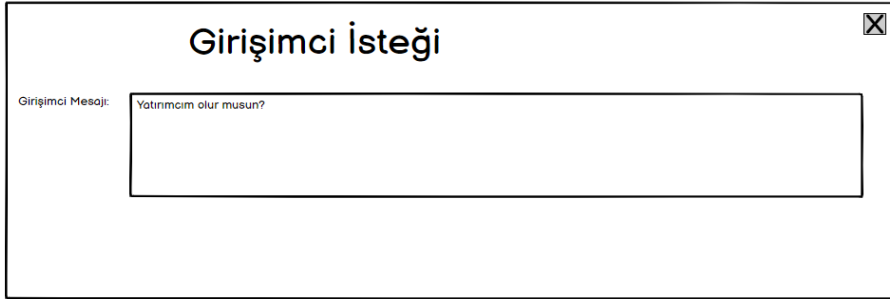 Girişimci İsteği
Girişimci Mesajı:
Yatırımcım olur musun?